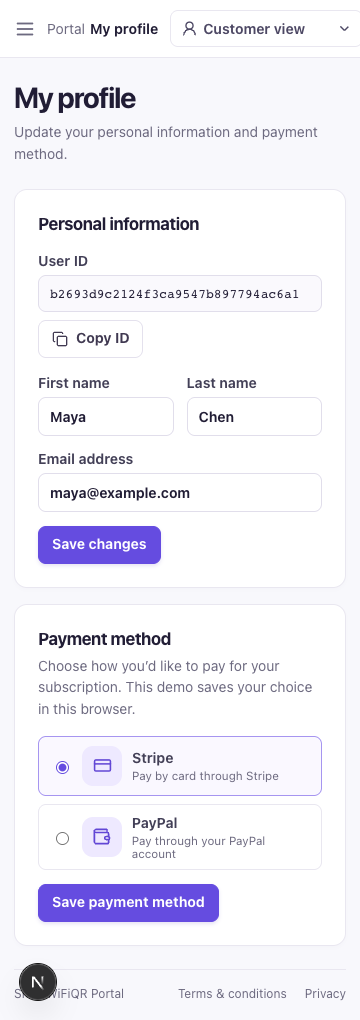 Portal My profile Customer view
My profile
Update your personal information and payment
method.
Personal information
User ID
b2693d9c2124f3ca9547b897794ac6a1
Copy ID
First name Last name
Maya Chen
Email address
maya@example.com
Save changes
Payment method
Choose how you’d like to pay for your
subscription. This demo saves your choice
in this browser.
Stripe
Pay by card through Stripe
PayPal
Pay through your PayPal
account
Save payment method
N
Portal Terms & conditions Privacy